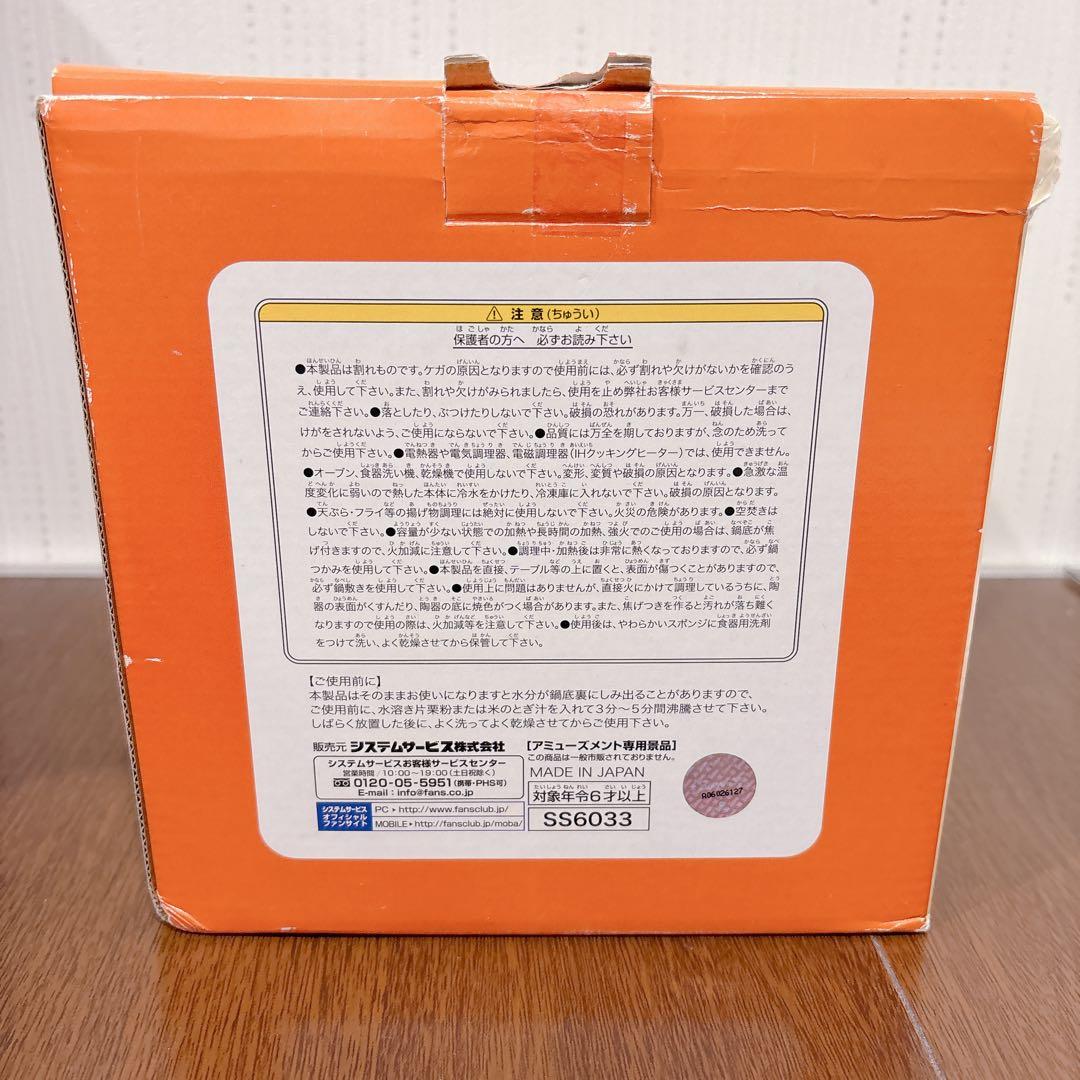 ⚠ 注意(ちゅうい)
保護者の方へ 必ずお読み下さい
●本製品は割れものです。ケガの原因となりますので使用前には、必ず割れや欠けがないかを確認のう
え、使用して下さい。また、割れや欠けがみられましたら、使用を止め弊社お客様サービスセンターまで
ご連絡下さい。●落としたり、ぶつけたりしないで下さい。破損の恐れがあります。万一、破損した場合は、
けがをされないよう、ご使用にならないで下さい。●品質には万全を期しておりますが、念のため洗って
からご使用下さい。●電熱器や電気調理器、電磁調理器(IHクッキングヒーター)では、使用できません。
●オーブン、食器洗い機、乾燥機で使用しないで下さい。変形、変質や破損の原因となります。●急激な温
度変化に弱いので熱した本体に冷水をかけたり、冷凍庫に入れないで下さい。破損の原因となります。
●天ぷら・フライ等の揚げ物調理には絶対に使用しないで下さい。火災の危険があります。●空焚きは
しないで下さい。●容量が少ない状態での加熱や長時間の加熱、強火でのご使用の場合は、鍋底が焦
げ付きますので、火加減に注意して下さい。●調理中・加熱後は非常に熱くなっておりますので、必ず鍋
つかみを使用して下さい。●本製品を直接、テーブル等の上に置くと、表面が傷つくことがありますので、
必ず鍋敷きを使用して下さい。●使用上に問題はありませんが、直接火にかけて調理しているうちに、陶
器の表面がくすんだり、陶器の底に焼色がつく場合があります。また、焦げつきを作ると汚れが落ち難く
なりますので使用の際は、火加減等を注意して下さい。●使用後は、やわらかいスポンジに食器用洗剤
をつけて洗い、よく乾燥させてから保管して下さい。
【ご使用前に】
本製品はそのままお使いになりますと水分が鍋底裏にしみ出ることがありますので、
ご使用前に、水溶き片栗粉または米のとぎ汁を入れて3分〜5分間沸騰させて下さい。
しばらく放置した後に、よく洗ってよく乾燥させてからご使用下さい。
販売元 システムサービス株式会社
システムサービスお客様サービスセンター
営業時間/10:00〜19:00(土日祝除く)
0120-05-5951(携帯・PHS可)
E-mail:info@fans.co.jp
システムサービス
オフィシャル
ファンサイト
PC▶http://www.fansclub.jp/
MOBILE▶http://fansclub.jp/moba/
[アミューズメント専用景品]
この商品は一般市販されておりません。
MADE IN JAPAN
対象年令6才以上
SS6033
R06026127